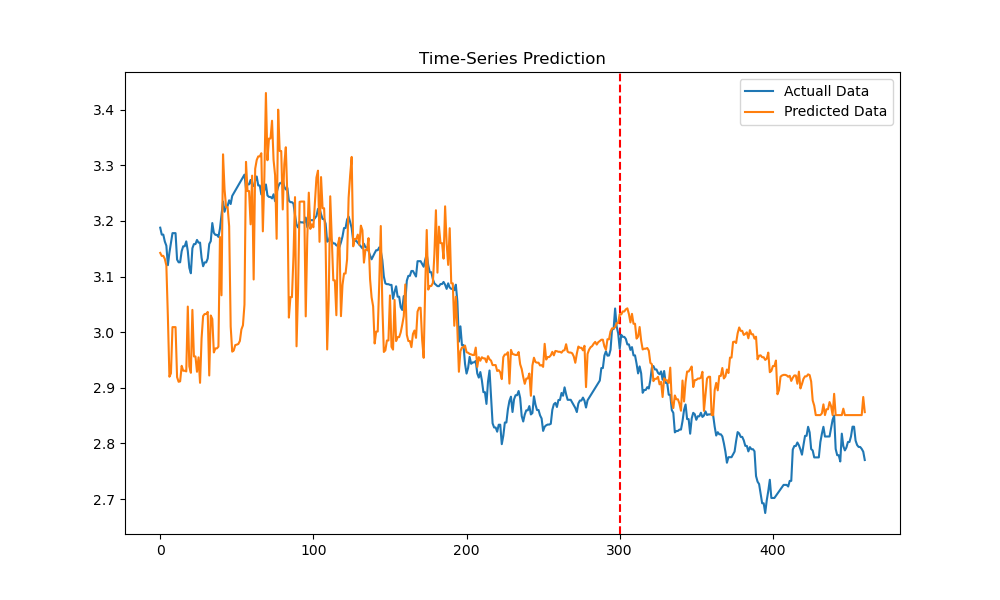 Time-Series Prediction
Actuall Data
Predicted Data
3.4
3.3
3.2
3.1
3.0
2.9
2.8
2.7
0 100 200 300 400